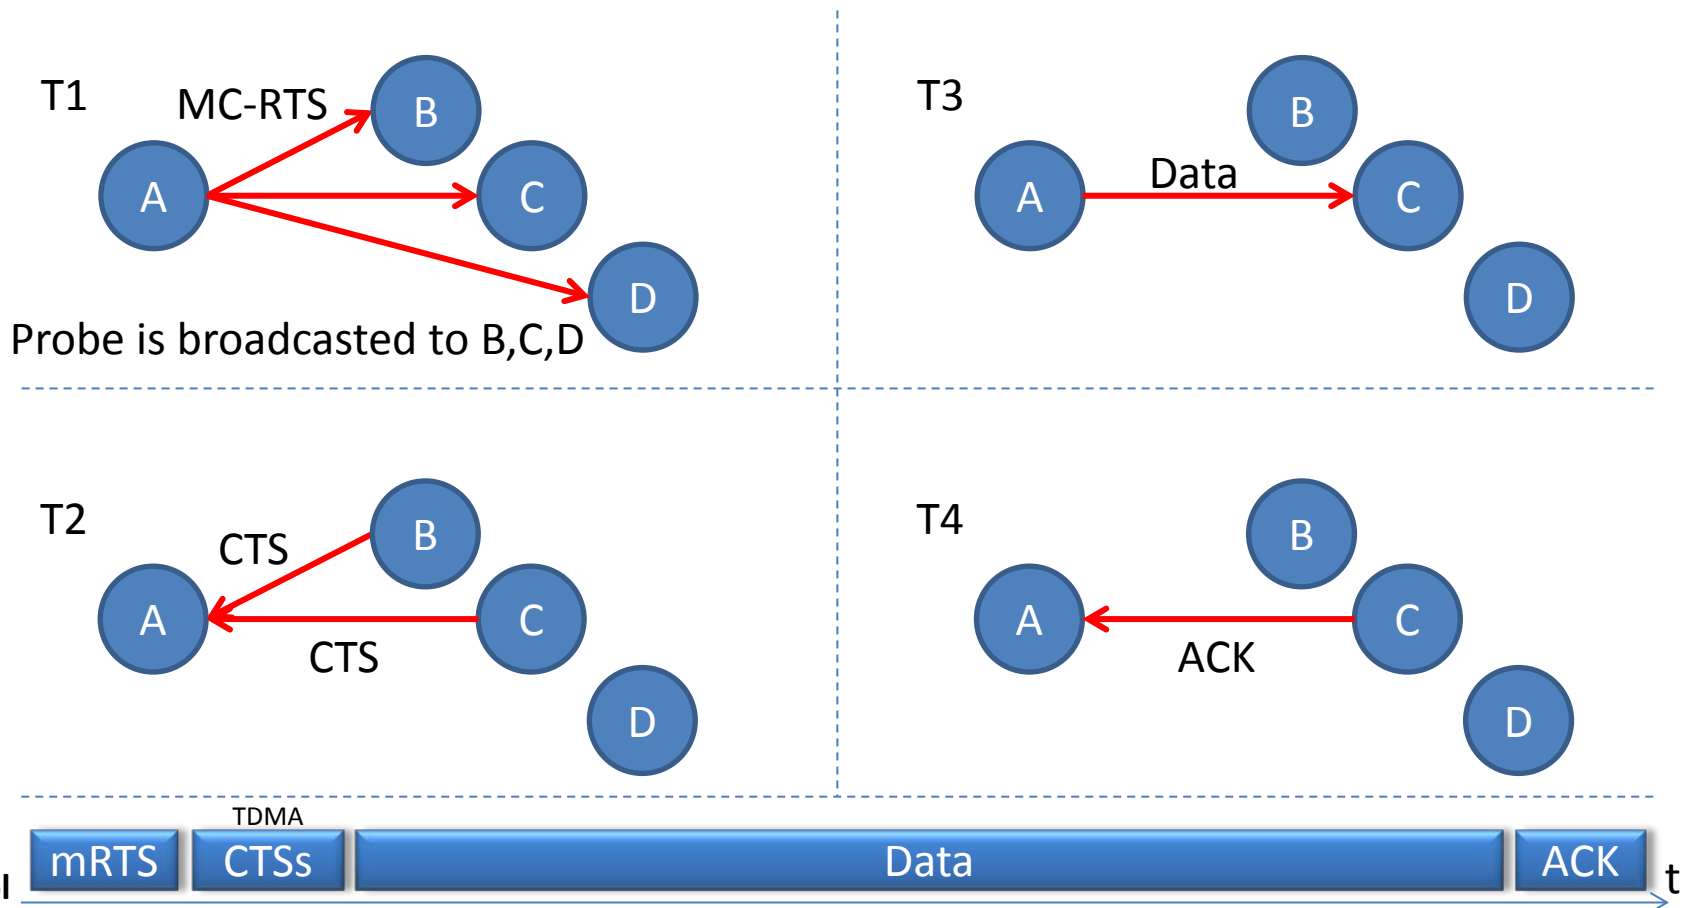 T1
MC-RTS
A
B
C
D
Probe is broadcasted to B,C,D
T3
A
Data
B
C
D
T2
CTS
A
CTS
B
C
D
T4
A
ACK
B
C
D
TDMA
mRTS CTSs Data ACK
t